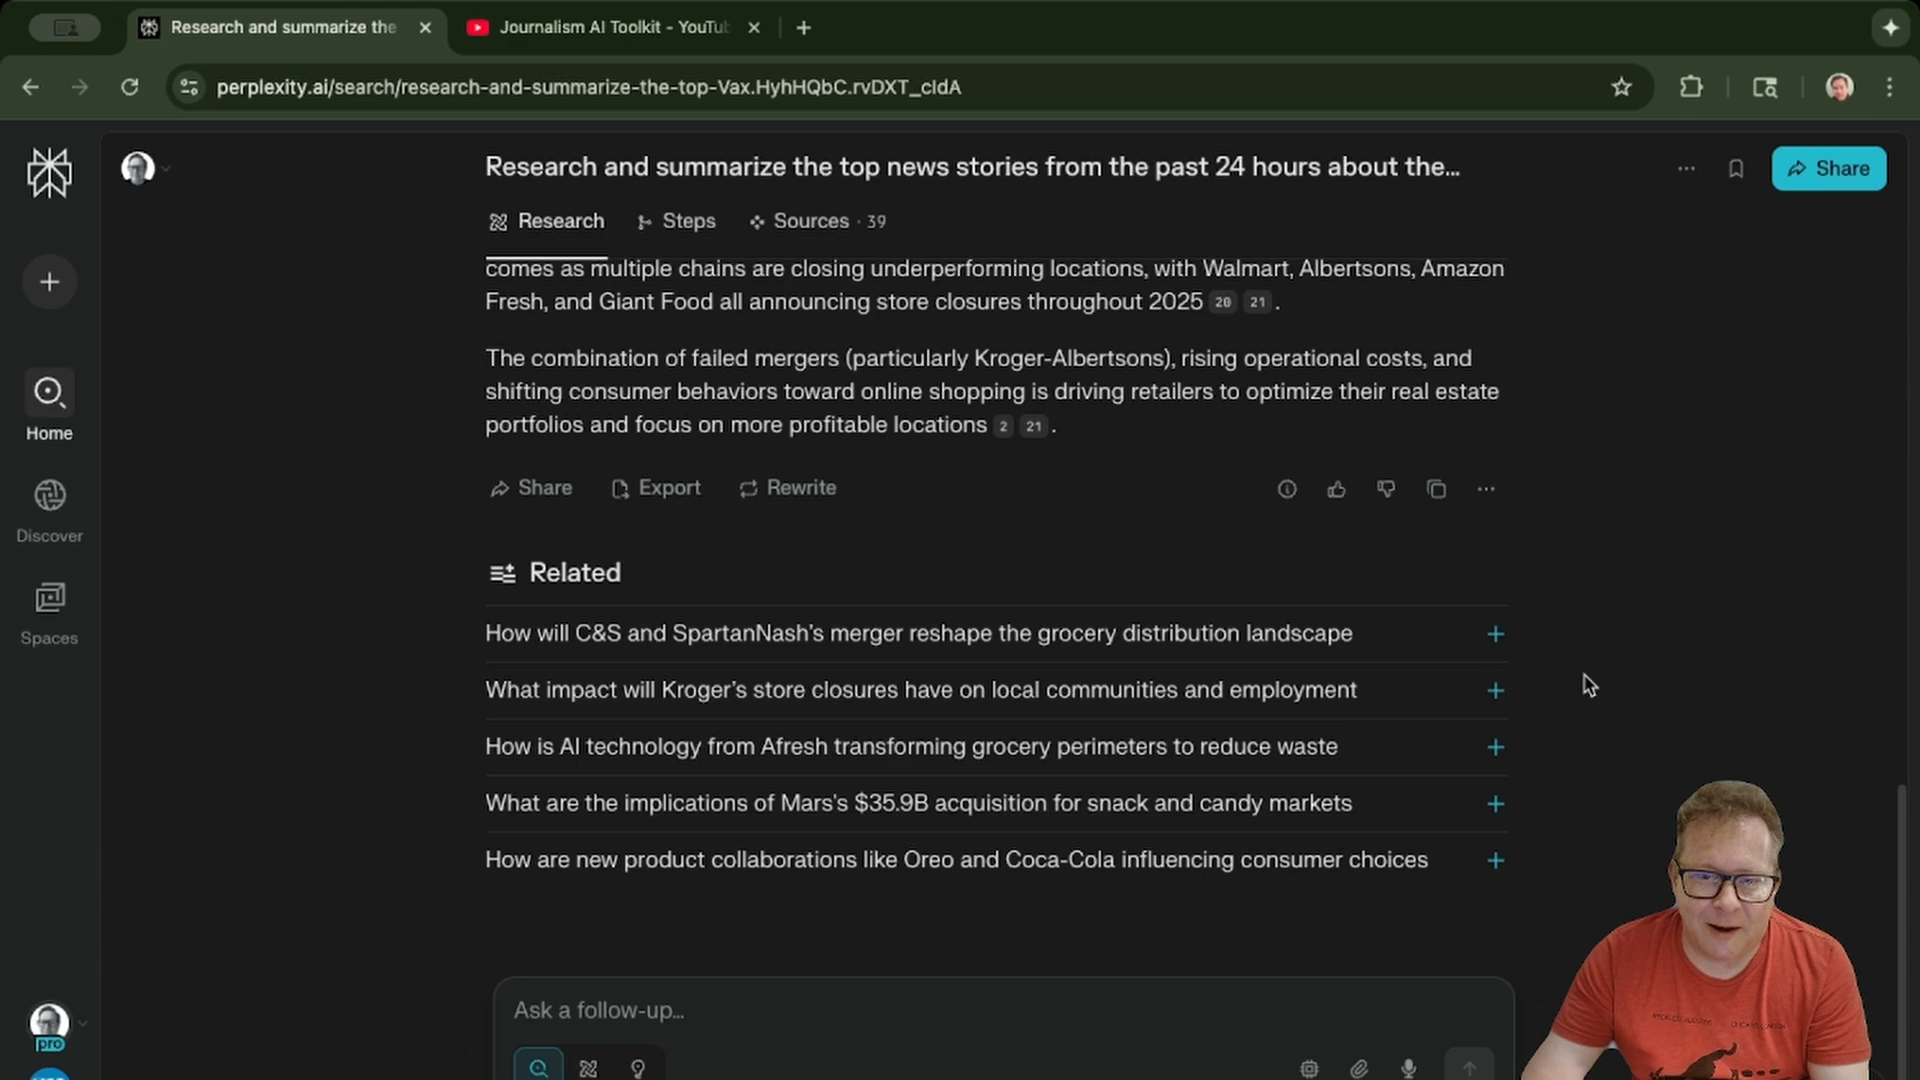 Research and summarize the
Journalism AI Toolkit - YouTub
perplexity.ai/search/research-and-summarize-the-top-Vax.HyhHQbC.rvDXT_cIdA
Research and summarize the top news stories from the past 24 hours about the...
Share
Research
Steps
Sources · 39
comes as multiple chains are closing underperforming locations, with Walmart, Albertsons, Amazon
Fresh, and Giant Food all announcing store closures throughout 2025 20 21 .
The combination of failed mergers (particularly Kroger-Albertsons), rising operational costs, and
shifting consumer behaviors toward online shopping is driving retailers to optimize their real estate
portfolios and focus on more profitable locations 2 21 .
Home
Discover
Spaces
Share
Export
Rewrite
Related
How will C&S and SpartanNash's merger reshape the grocery distribution landscape
What impact will Kroger's store closures have on local communities and employment
How is AI technology from Afresh transforming grocery perimeters to reduce waste
What are the implications of Mars's $35.9B acquisition for snack and candy markets
How are new product collaborations like Oreo and Coca-Cola influencing consumer choices
Ask a follow-up...
pro